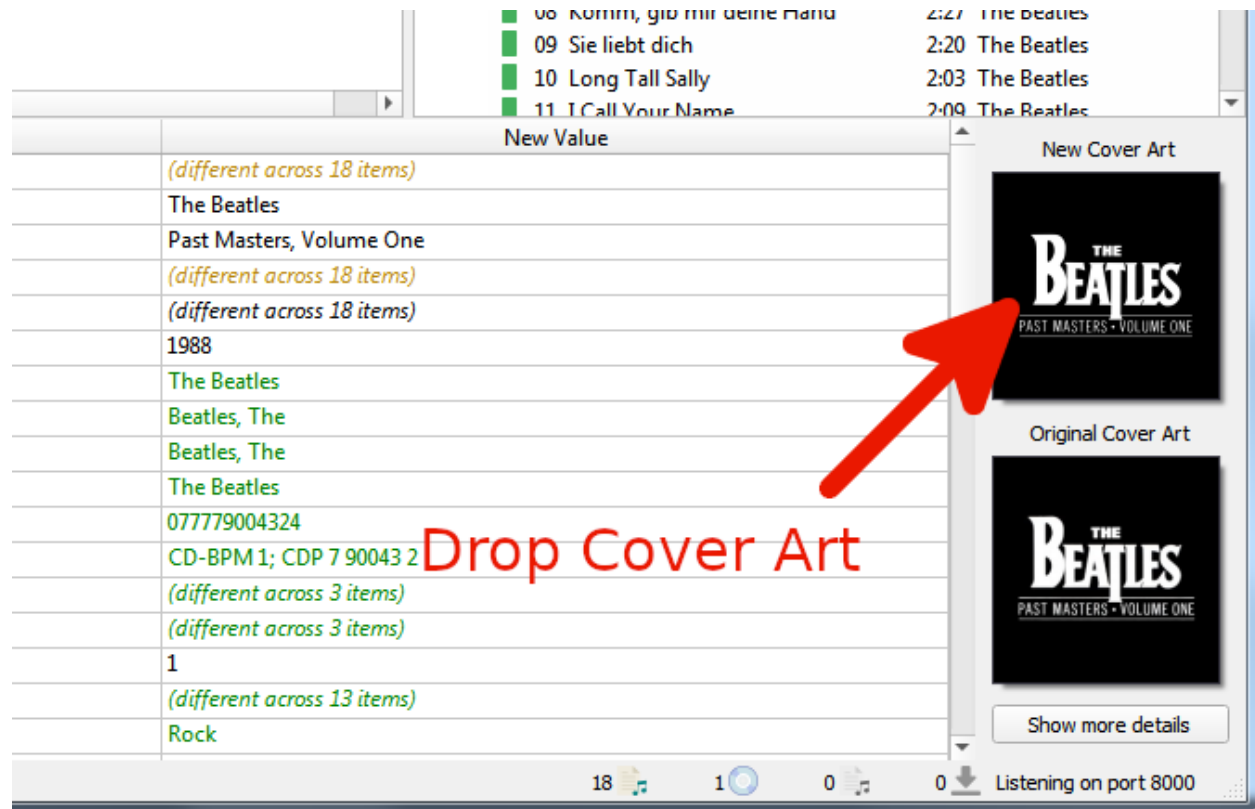 08 Komm, gib mir deine Hand 2:27 The Beatles
09 Sie liebt dich 2:20 The Beatles
10 Long Tall Sally 2:03 The Beatles
11 I Call Your Name 2:09 The Beatles
New Value
(different across 18 items)
The Beatles
Past Masters, Volume One
(different across 18 items)
(different across 18 items)
1988
The Beatles
Beatles, The
Beatles, The
The Beatles
077779004324
CD-BPM 1; CDP 7 90043 2
(different across 3 items)
(different across 3 items)
1
(different across 13 items)
Rock
Drop Cover Art
New Cover Art
THE
BEATLES
PAST MASTERS • VOLUME ONE
Original Cover Art
THE
BEATLES
PAST MASTERS • VOLUME ONE
Show more details
18 1 0 0 Listening on port 8000